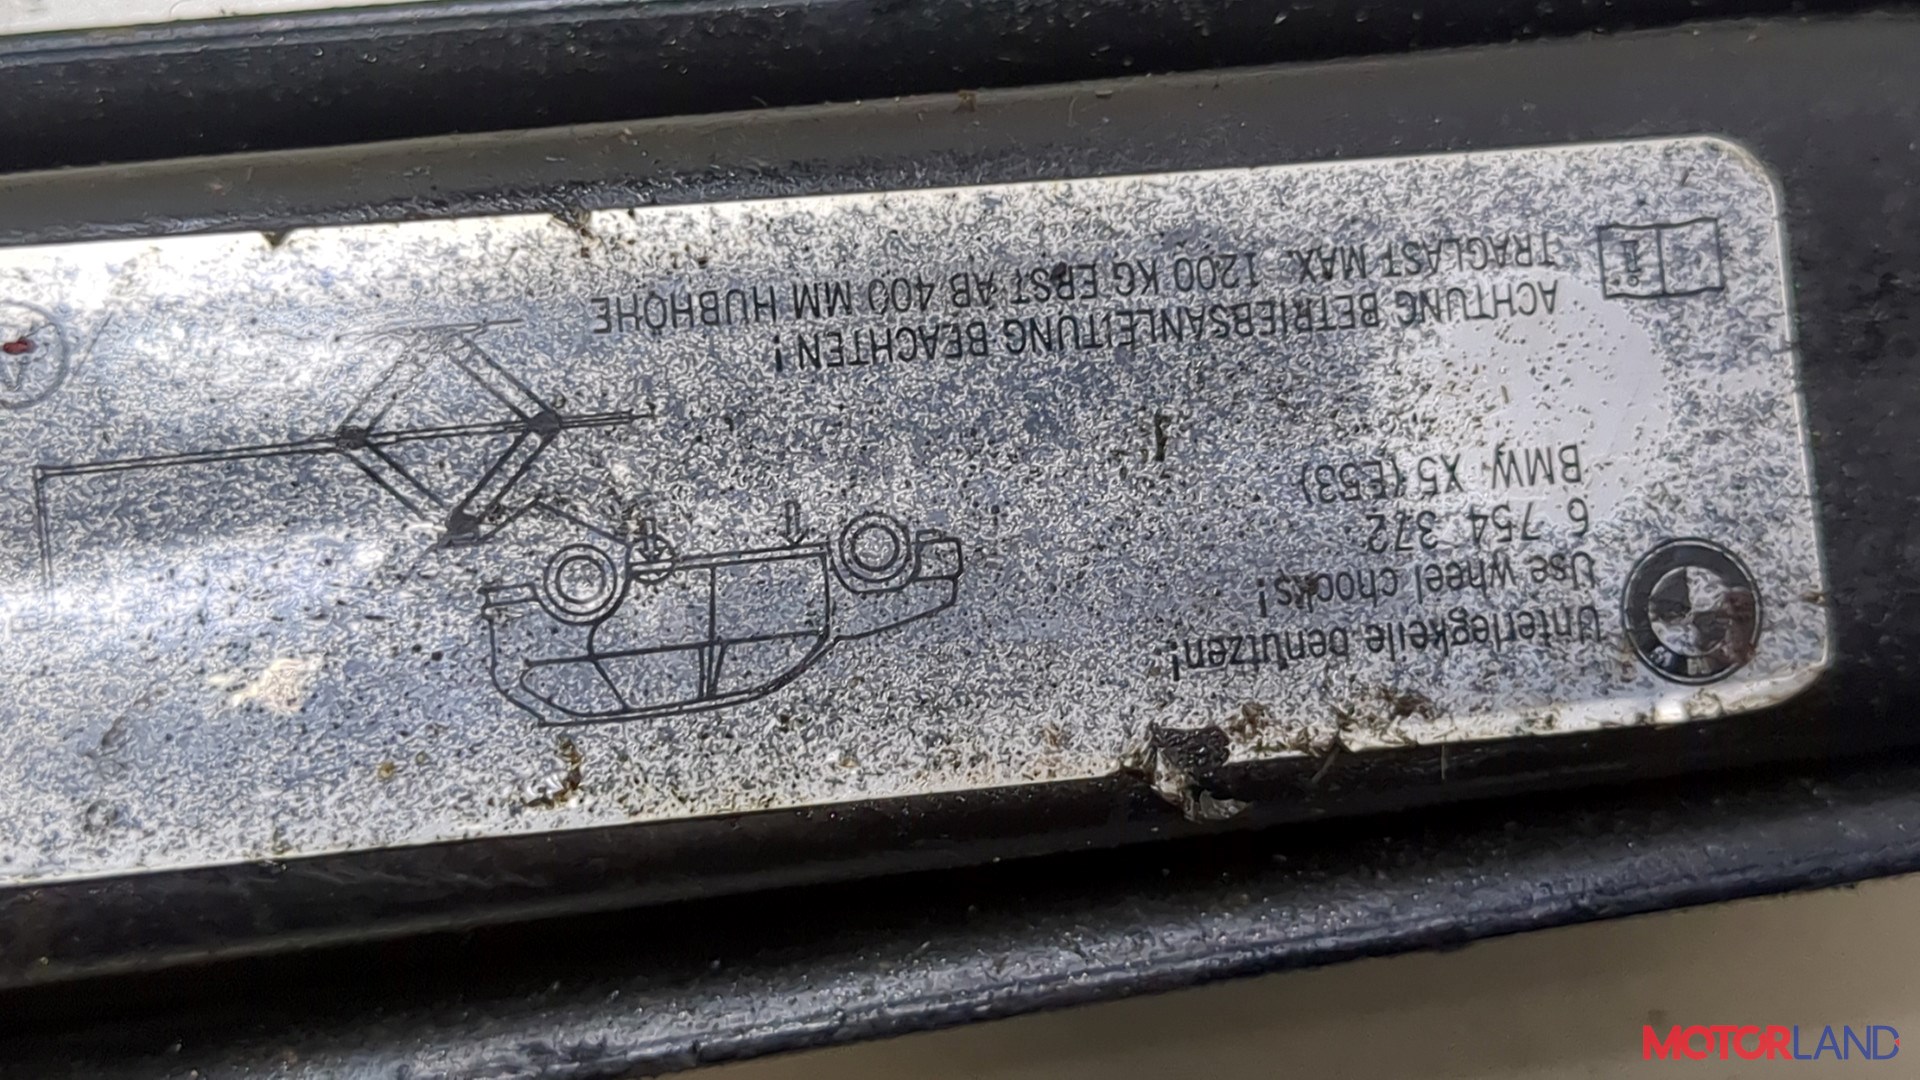 Unterlegkeile benutzen!
Use wheel chocks!
6 754 372
BMW X5 (E53)
ACHTUNG BETRIEBSANLEITUNG BEACHTEN!
TRAGLAST MAX. 1200 KG ERST AB 400 MM HUBHÖHE
i
MOTORLAND